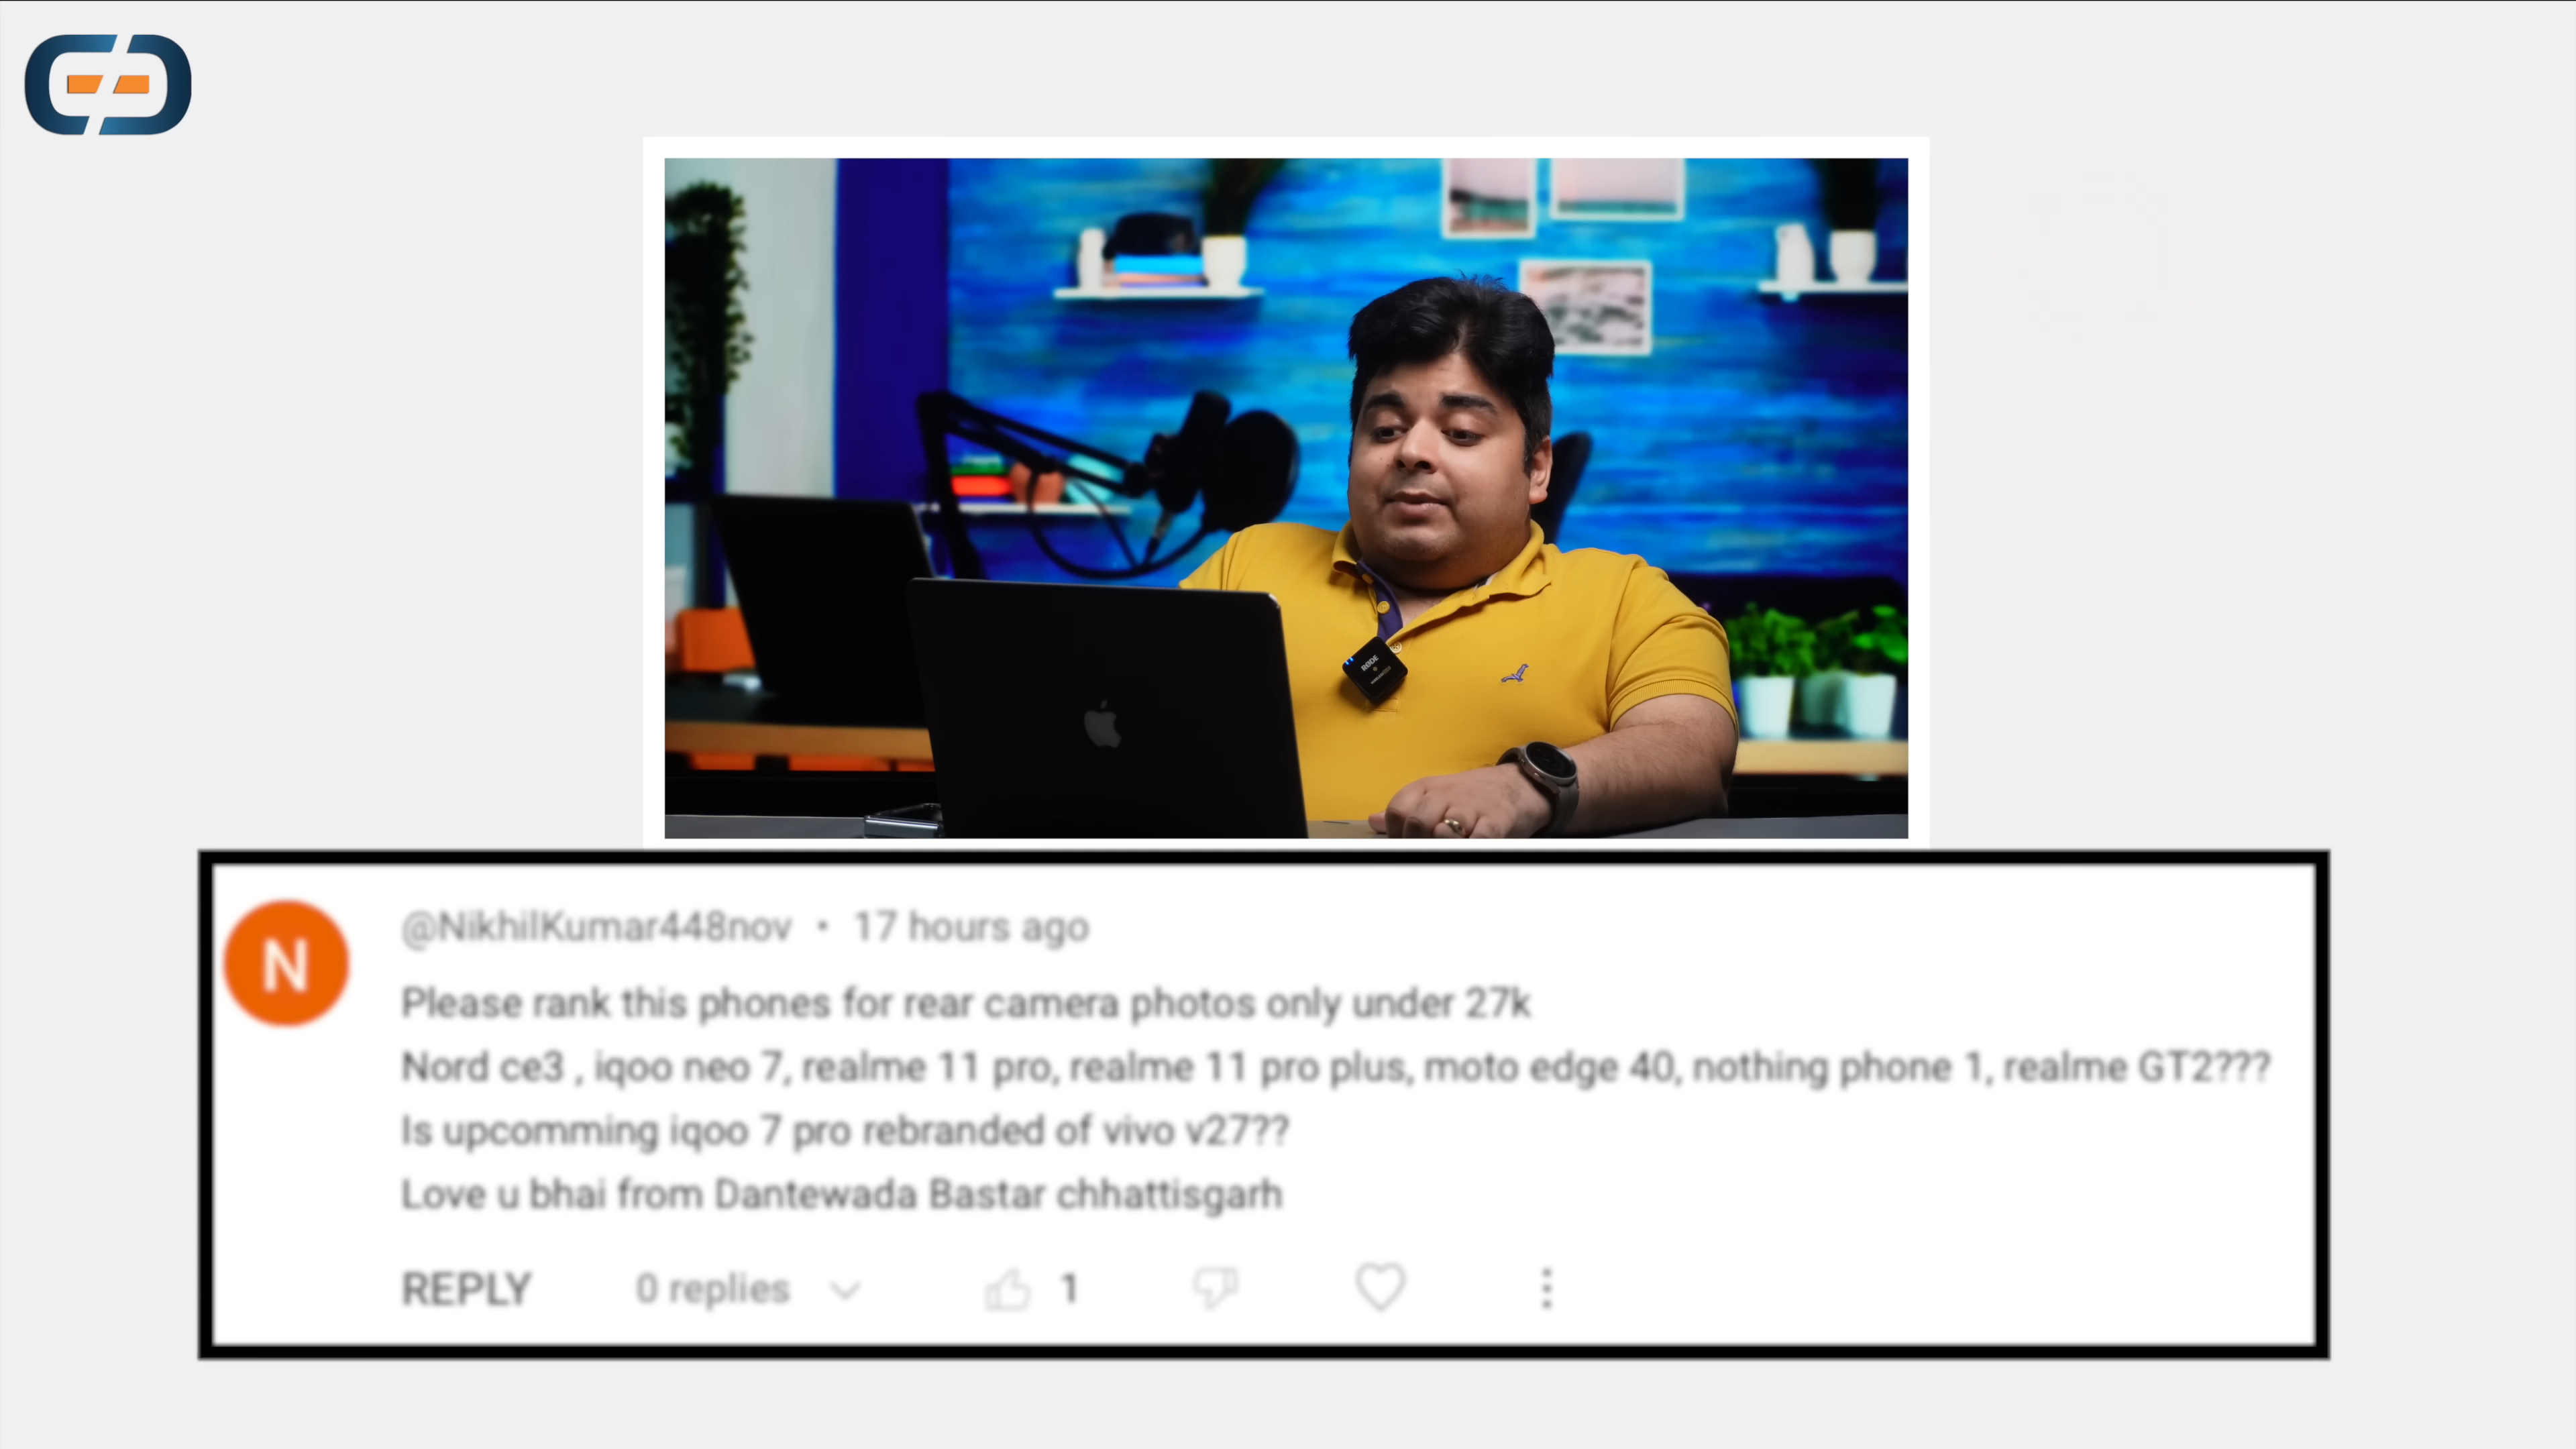 RØDE
@NikhilKumar448nov • 17 hours ago
Please rank this phones for rear camera photos only under 27k
Nord ce3 , iqoo neo 7, realme 11 pro, realme 11 pro plus, moto edge 40, nothing phone 1, realme GT2???
Is upcomming iqoo 7 pro rebranded of vivo v27??
Love u bhai from Dantewada Bastar chhattisgarh
REPLY 0 replies 1